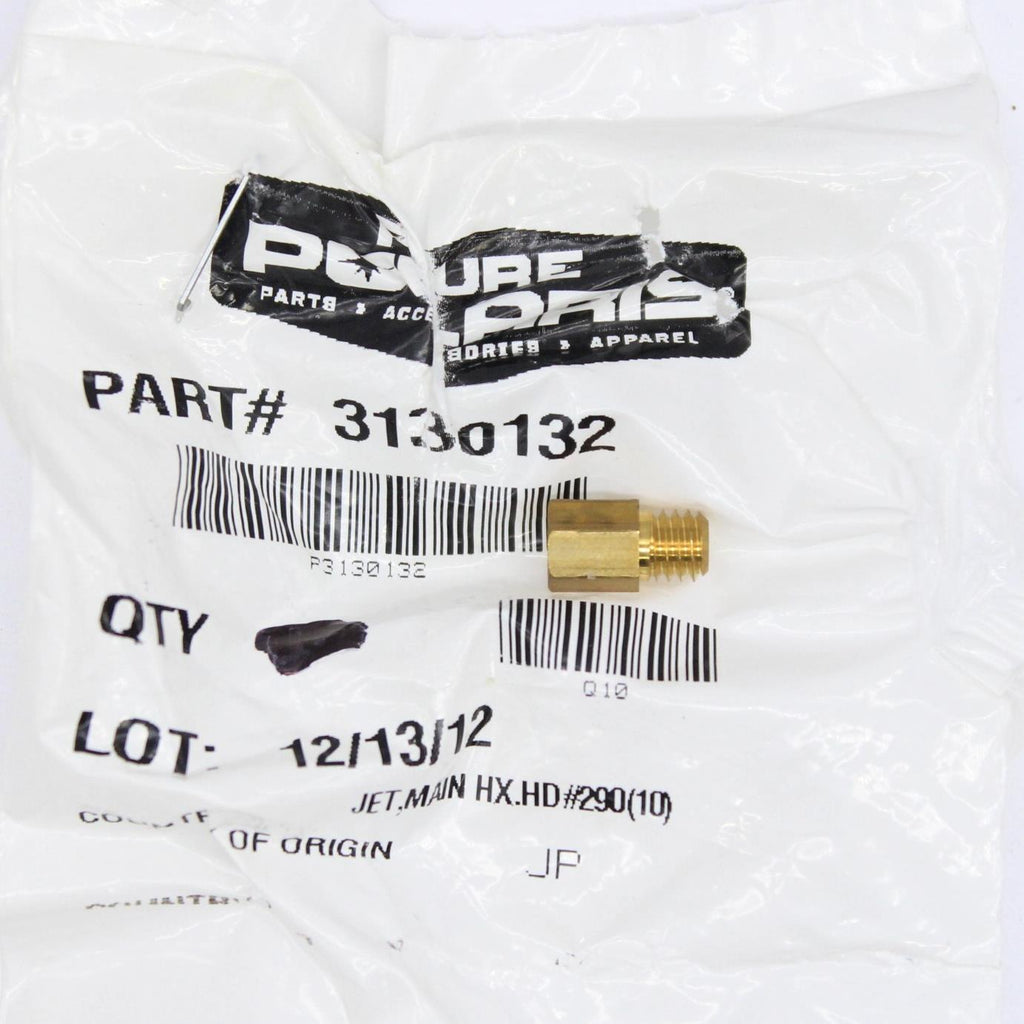 PURE
POLARIS®
PARTS & ACCESSORIES & APPAREL
PART# 3130132
P3130132
QTY
Q10
LOT: 12/13/12
JET,MAIN HX.HD#290(10)
OF ORIGIN JP